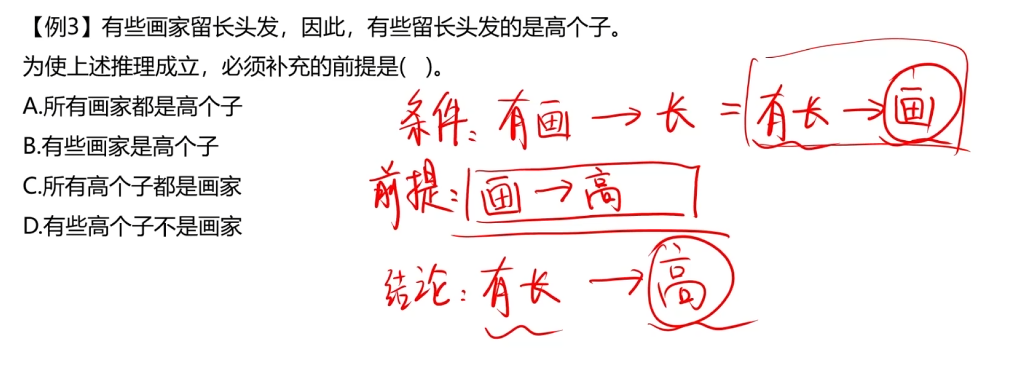 【例3】有些画家留长头发，因此，有些留长头发的是高个子。
为使上述推理成立，必须补充的前提是(   )。
A.所有画家都是高个子
B.有些画家是高个子
C.所有高个子都是画家
D.有些高个子不是画家
条件：有画→长=有长→画
前提：画→高
结论：有长→高